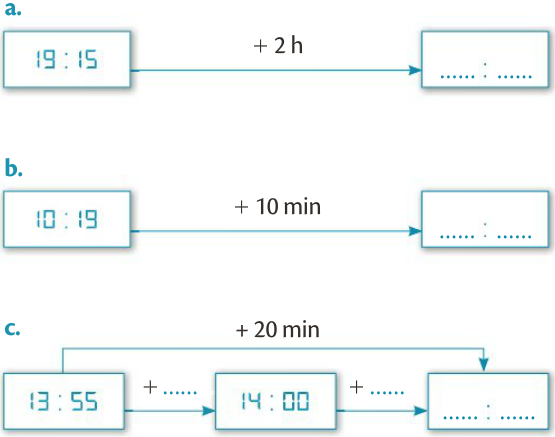 a.
+ 2 h
19 : 15
...... : ......
b.
+ 10 min
10 : 19
...... : ......
c.
+ 20 min
+ ......
+ ......
13 : 55
14 : 00
...... : ......